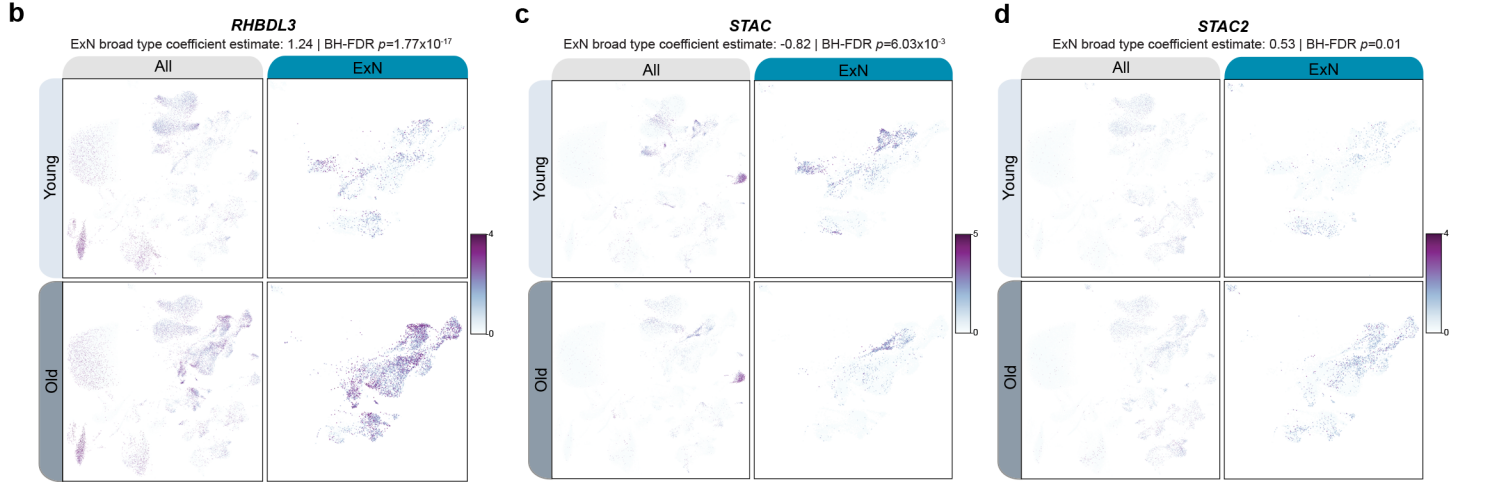 b
RHBDL3
ExN broad type coefficient estimate: 1.24 | BH-FDR p=1.77x10-17
All
ExN
Young
4
0
Old
c
STAC
ExN broad type coefficient estimate: -0.82 | BH-FDR p=6.03x10-3
All
ExN
Young
5
0
Old
d
STAC2
ExN broad type coefficient estimate: 0.53 | BH-FDR p=0.01
All
ExN
Young
4
0
Old